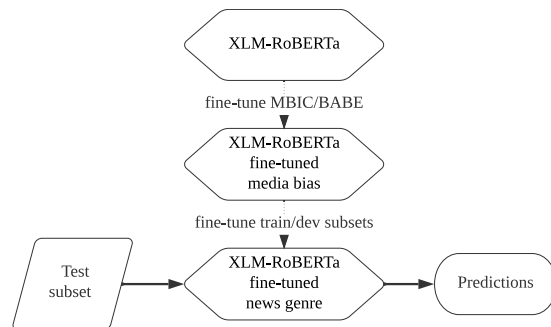 XLM-RoBERTa
fine-tune MBIC/BABE
XLM-RoBERTa
fine-tuned
media bias
fine-tune train/dev subsets
Test
subset
XLM-RoBERTa
fine-tuned
news genre
Predictions